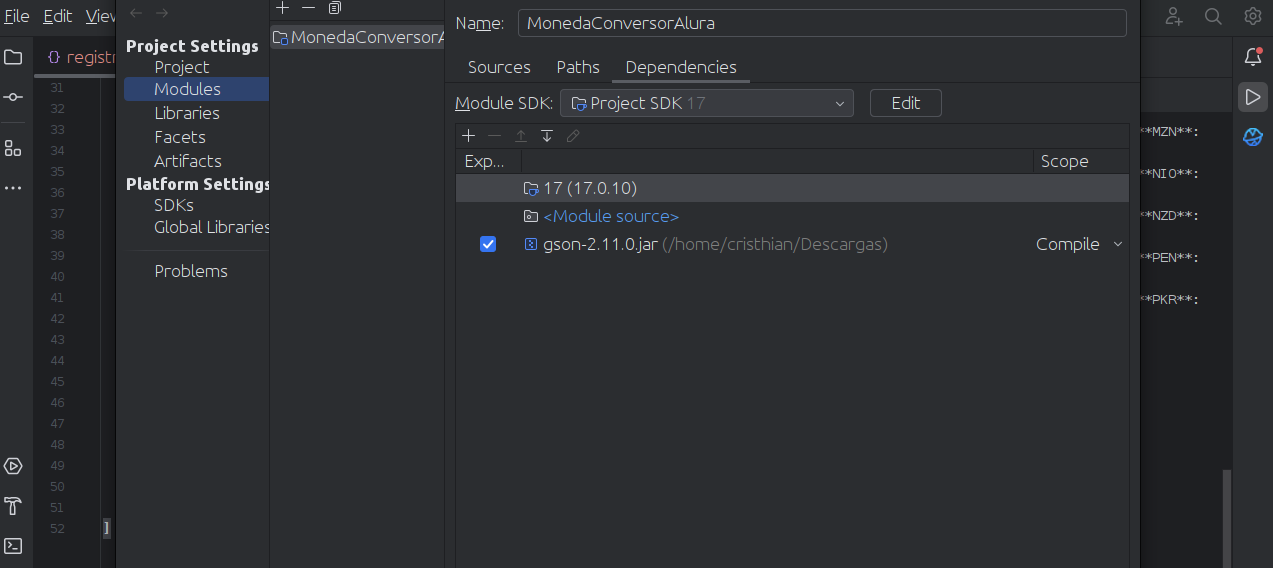 File Edit View
{} registr
31
32
33
34
35
36
37
38
39
40
41
42
43
44
45
46
47
48
49
50
51
52 ]
Project Settings
Project
Modules
Libraries
Facets
Artifacts
Platform Settings
SDKs
Global Libraries
Problems
MonedaConversorA
Name: MonedaConversorAlura
Sources Paths Dependencies
Module SDK: Project SDK 17 Edit
Exp... Scope
17 (17.0.10)
<Module source>
gson-2.11.0.jar (/home/cristhian/Descargas) Compile
**MZN**:
**NIO**:
**NZD**:
**PEN**:
**PKR**: